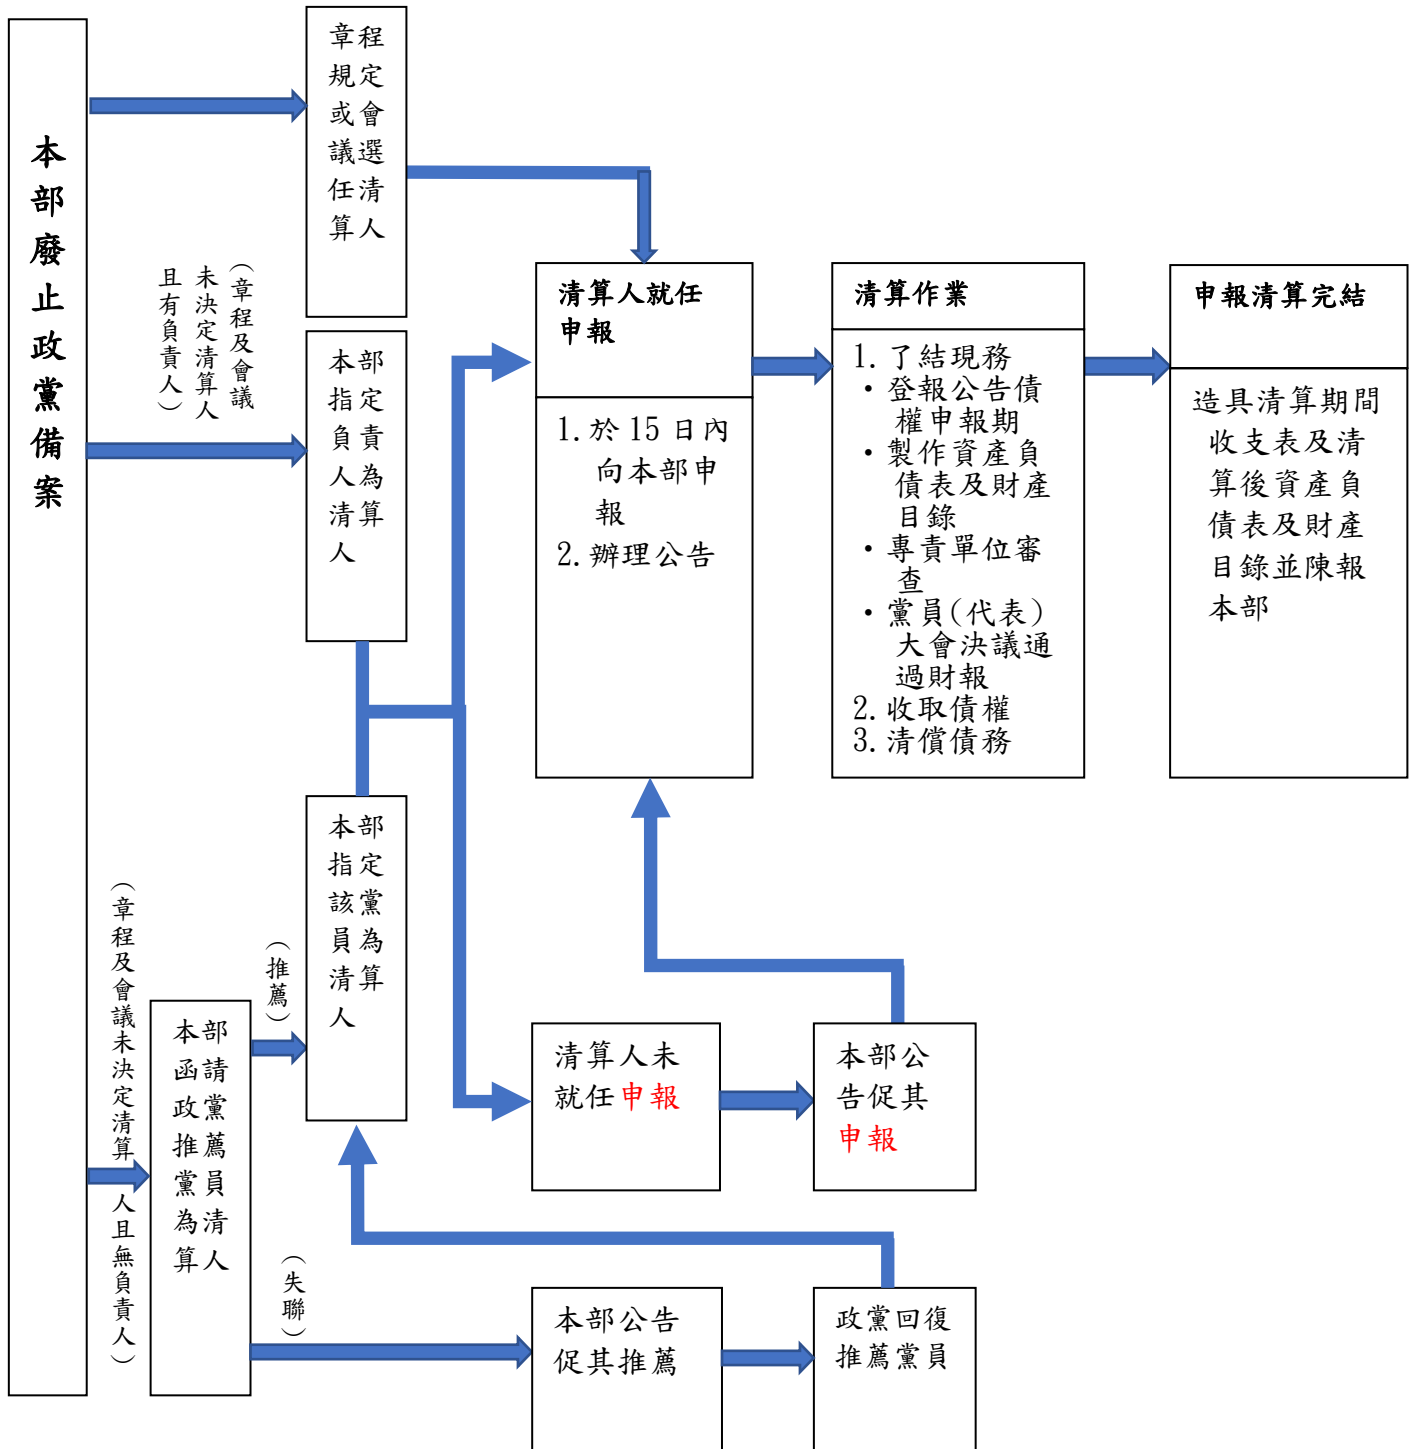 本部廢止政黨備案
章程
規定
或會
議選
任清
算人
（章程及會議
未決定清算人
且有負責人）
本部
指定
負責
人為
清算
人
（章程及會議未決定清算人且無負責人）
本部
函請
政黨
推薦
黨員
為清
算人
（推薦）
本部
指定
該黨
員為
清算
人
（失聯）
清算人就任
申報
1.於15日內
向本部申
報
2.辦理公告
清算作業
1.了結現務
・登報公告債
權申報期
・製作資產負
債表及財產
目錄
・專責單位審
查
・黨員(代表)
大會決議通
過財報
2.收取債權
3.清償債務
申報清算完結
造具清算期間
收支表及清
算後資產負
債表及財產
目錄並陳報
本部
清算人未
就任申報
本部公
告促其
申報
本部公告
促其推薦
政黨回復
推薦黨員